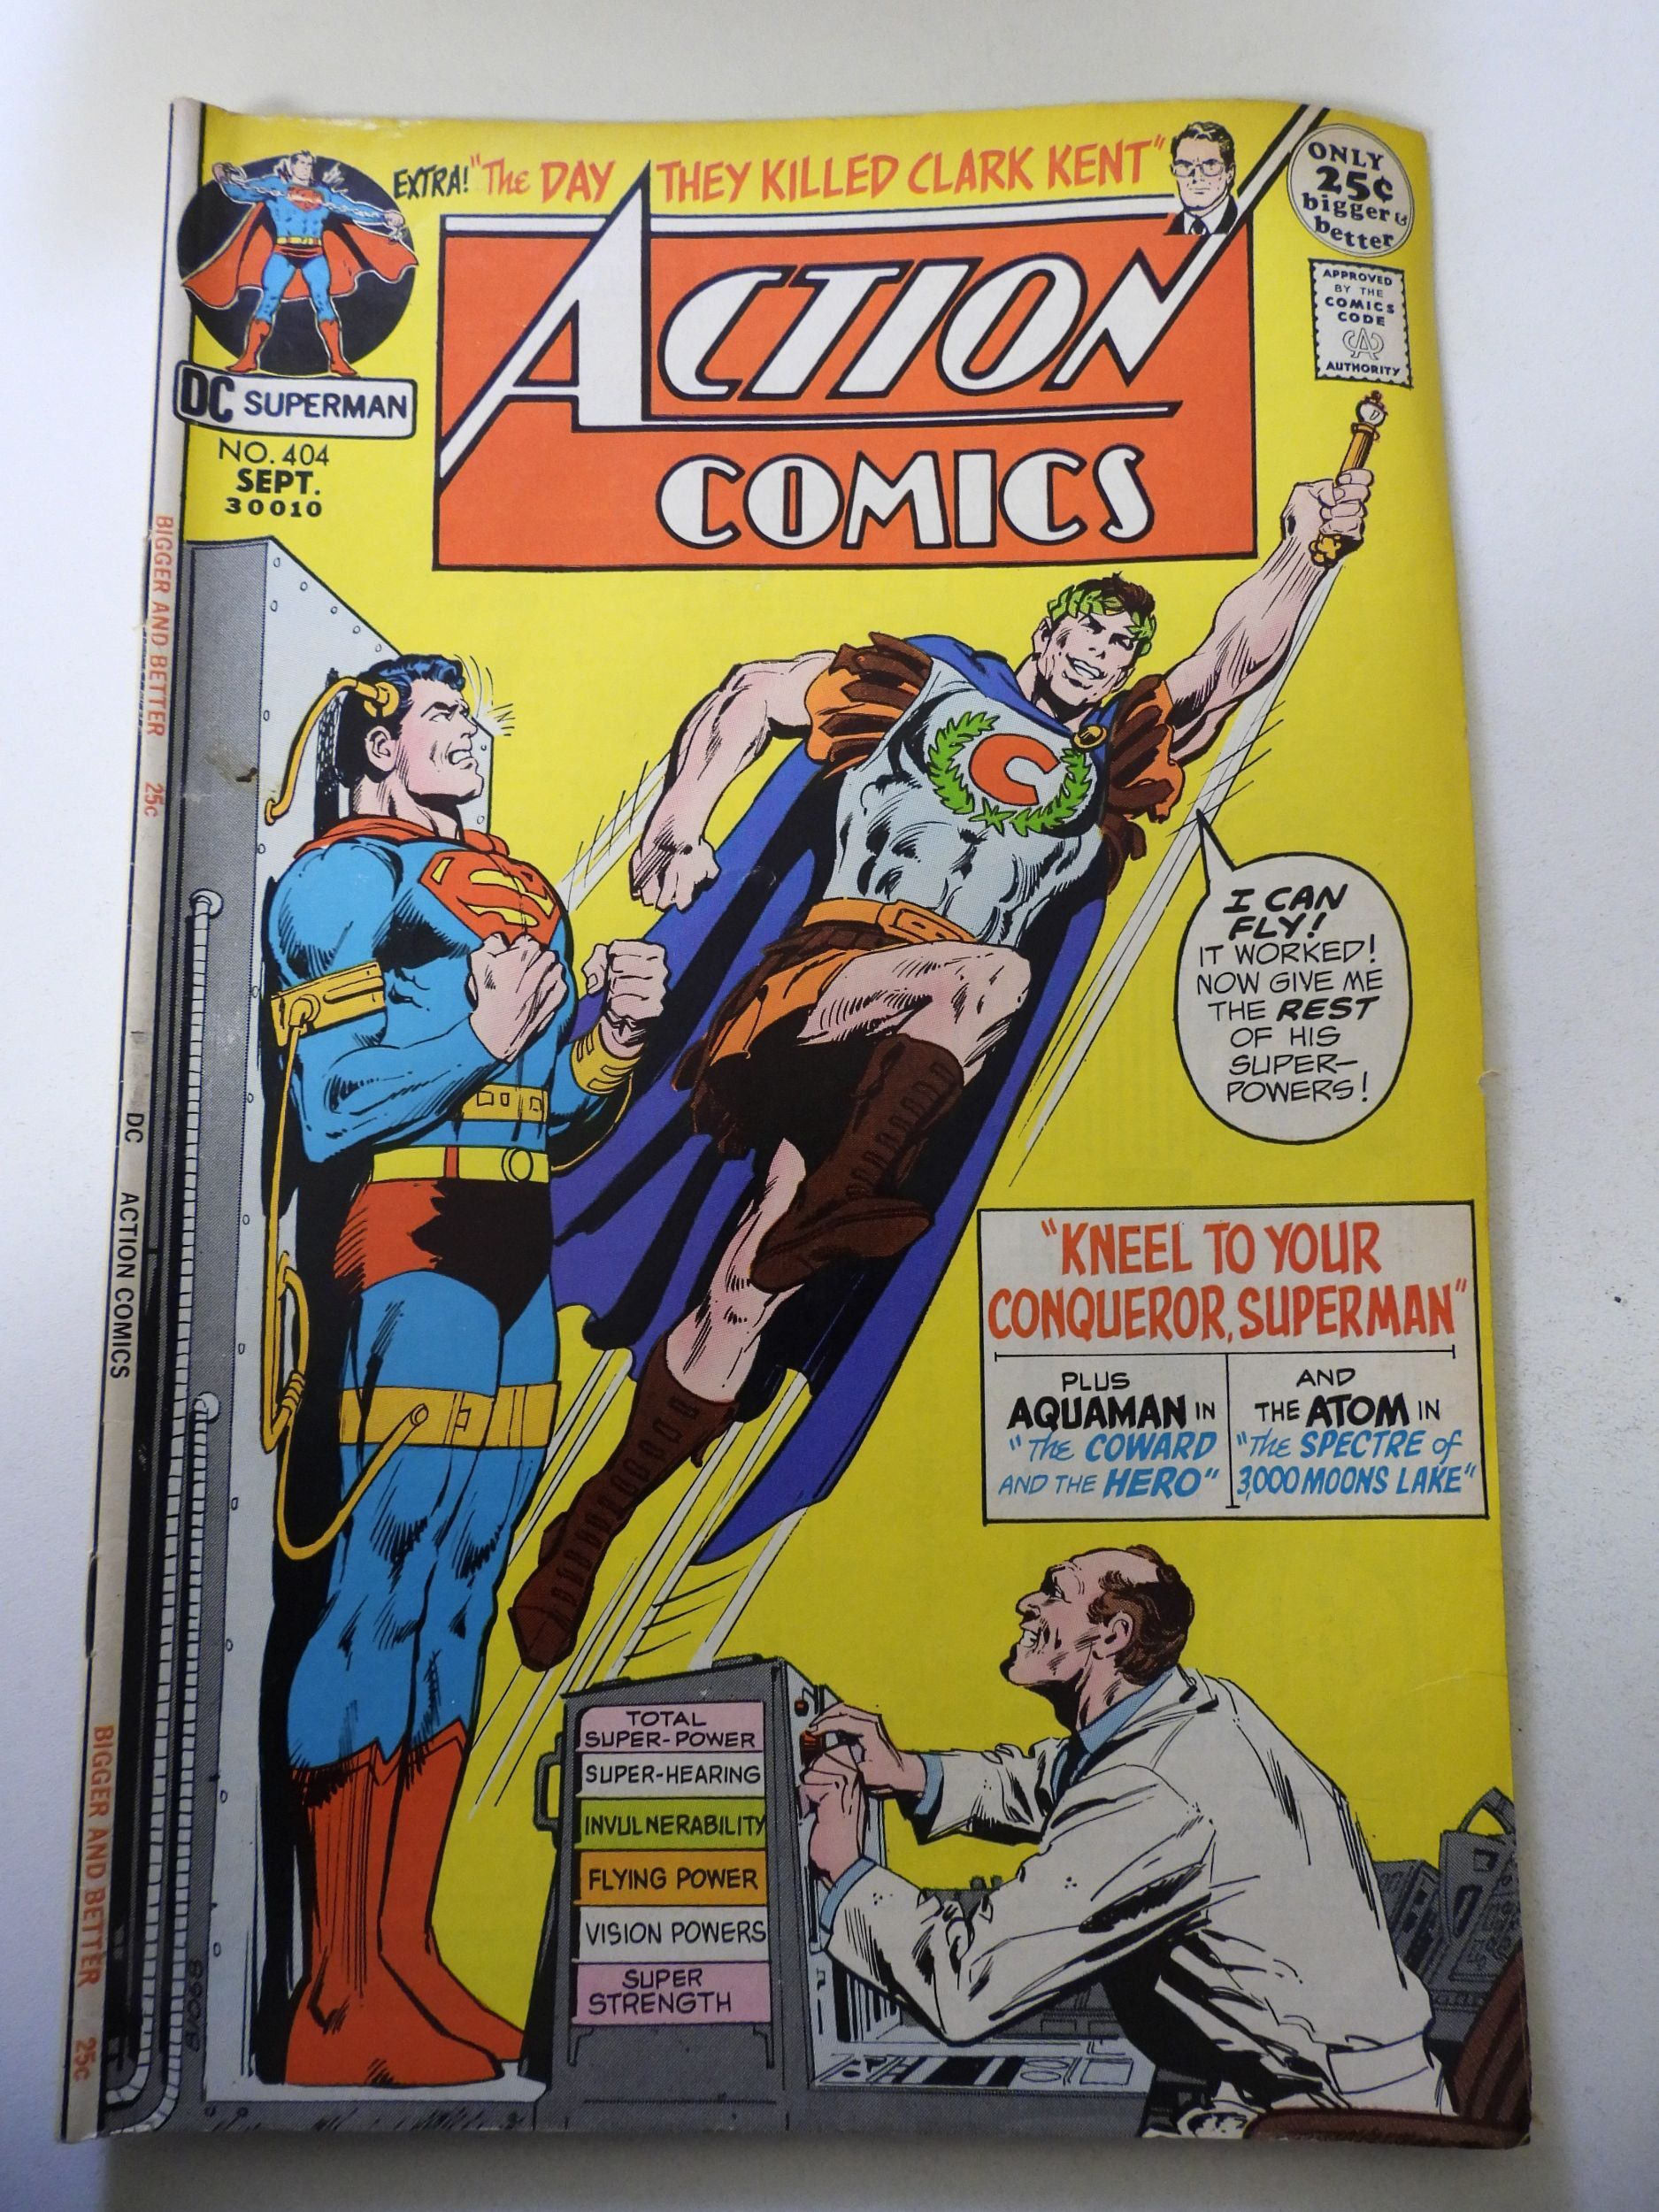 EXTRA! "The DAY THEY KILLED CLARK KENT"
ONLY
25¢
bigger &
better
APPROVED
BY THE
COMICS
CODE
CA
AUTHORITY
ACTION
COMICS
DC SUPERMAN
NO. 404
SEPT.
30010
BIGGER AND BETTER 25c
DC ACTION COMICS
BIGGER AND BETTER 25c
S
C
D
I CAN
FLY!
IT WORKED!
NOW GIVE ME
THE REST
OF HIS
SUPER-
POWERS!
"KNEEL TO YOUR
CONQUEROR, SUPERMAN"
PLUS
AQUAMAN IN
"The COWARD
AND THE HERO"
AND
THE ATOM IN
"The SPECTRE of
3,000 MOONS LAKE"
TOTAL
SUPER-POWER
SUPER-HEARING
INVULNERABILITY
FLYING POWER
VISION POWERS
SUPER
STRENGTH